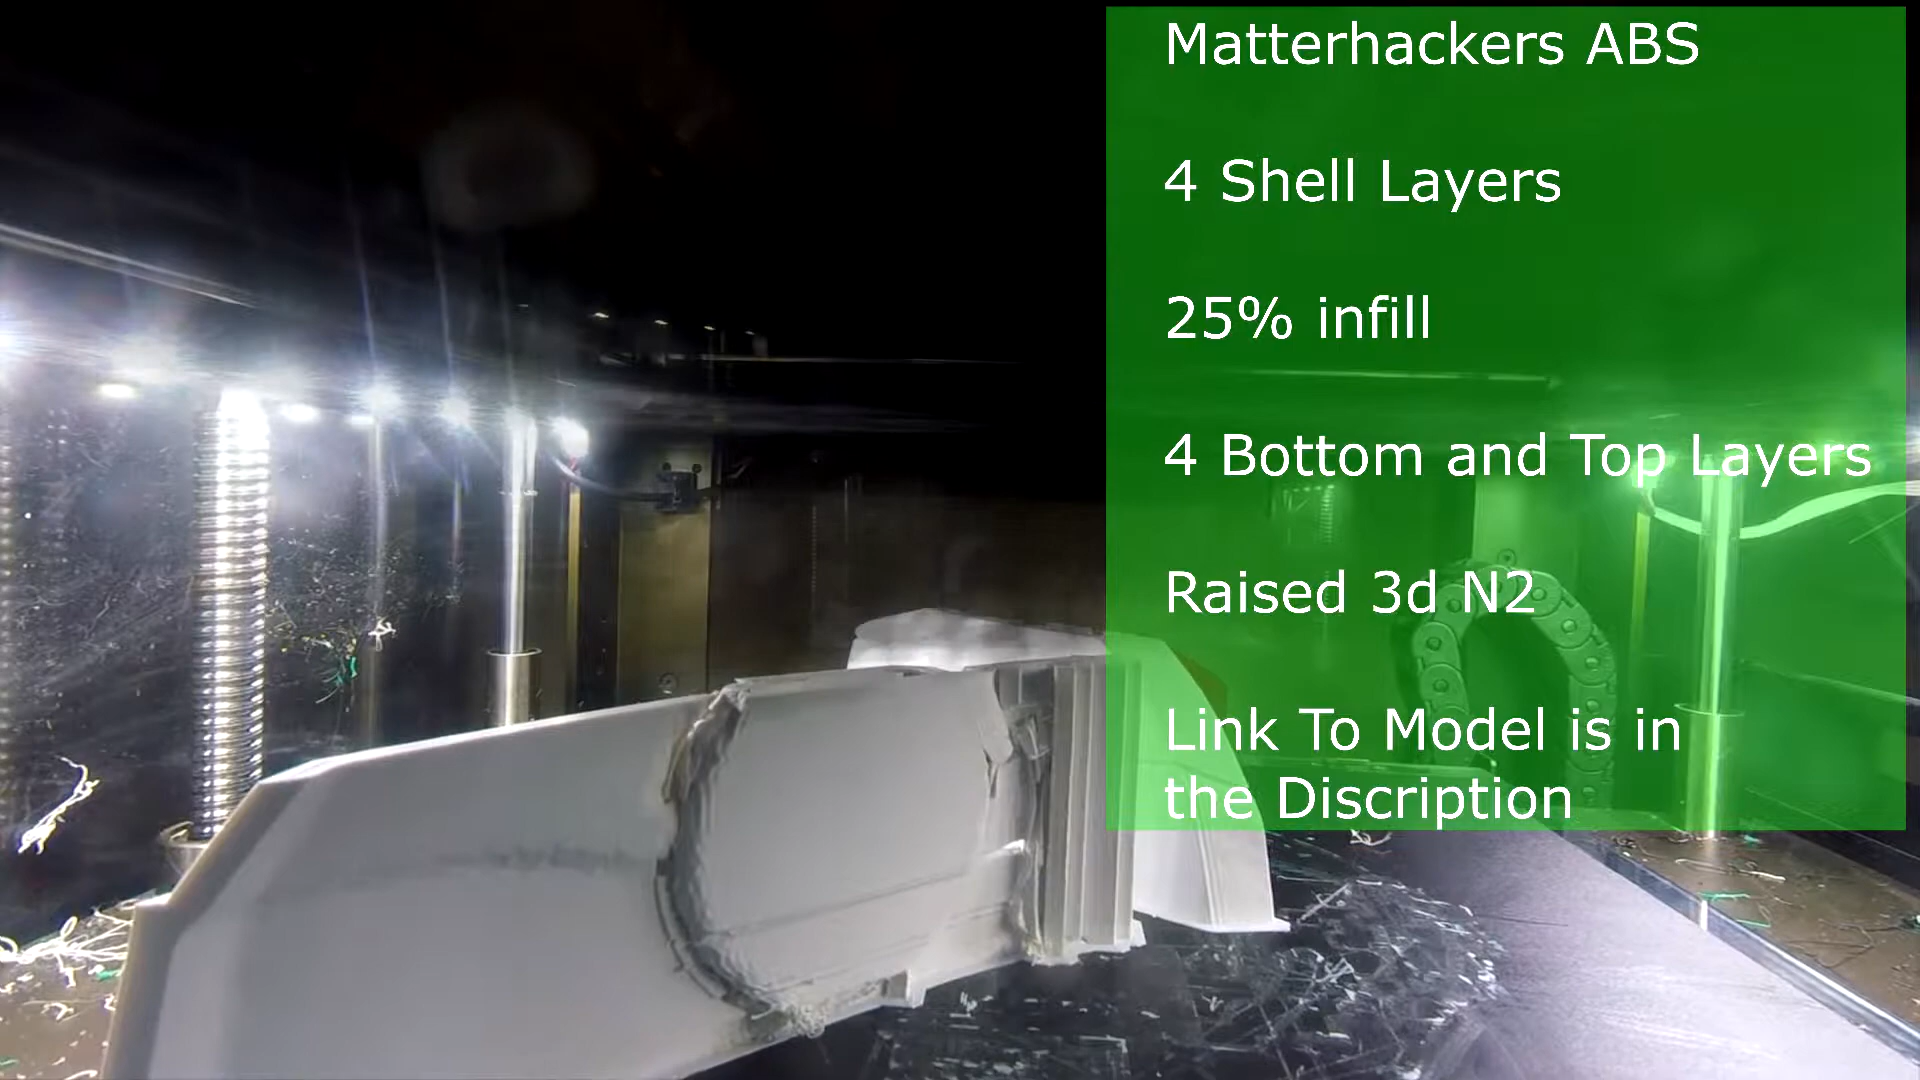 Matterhackers ABS
4 Shell Layers
25% infill
4 Bottom and Top Layers
Raised 3d N2
Link To Model is in
the Discription